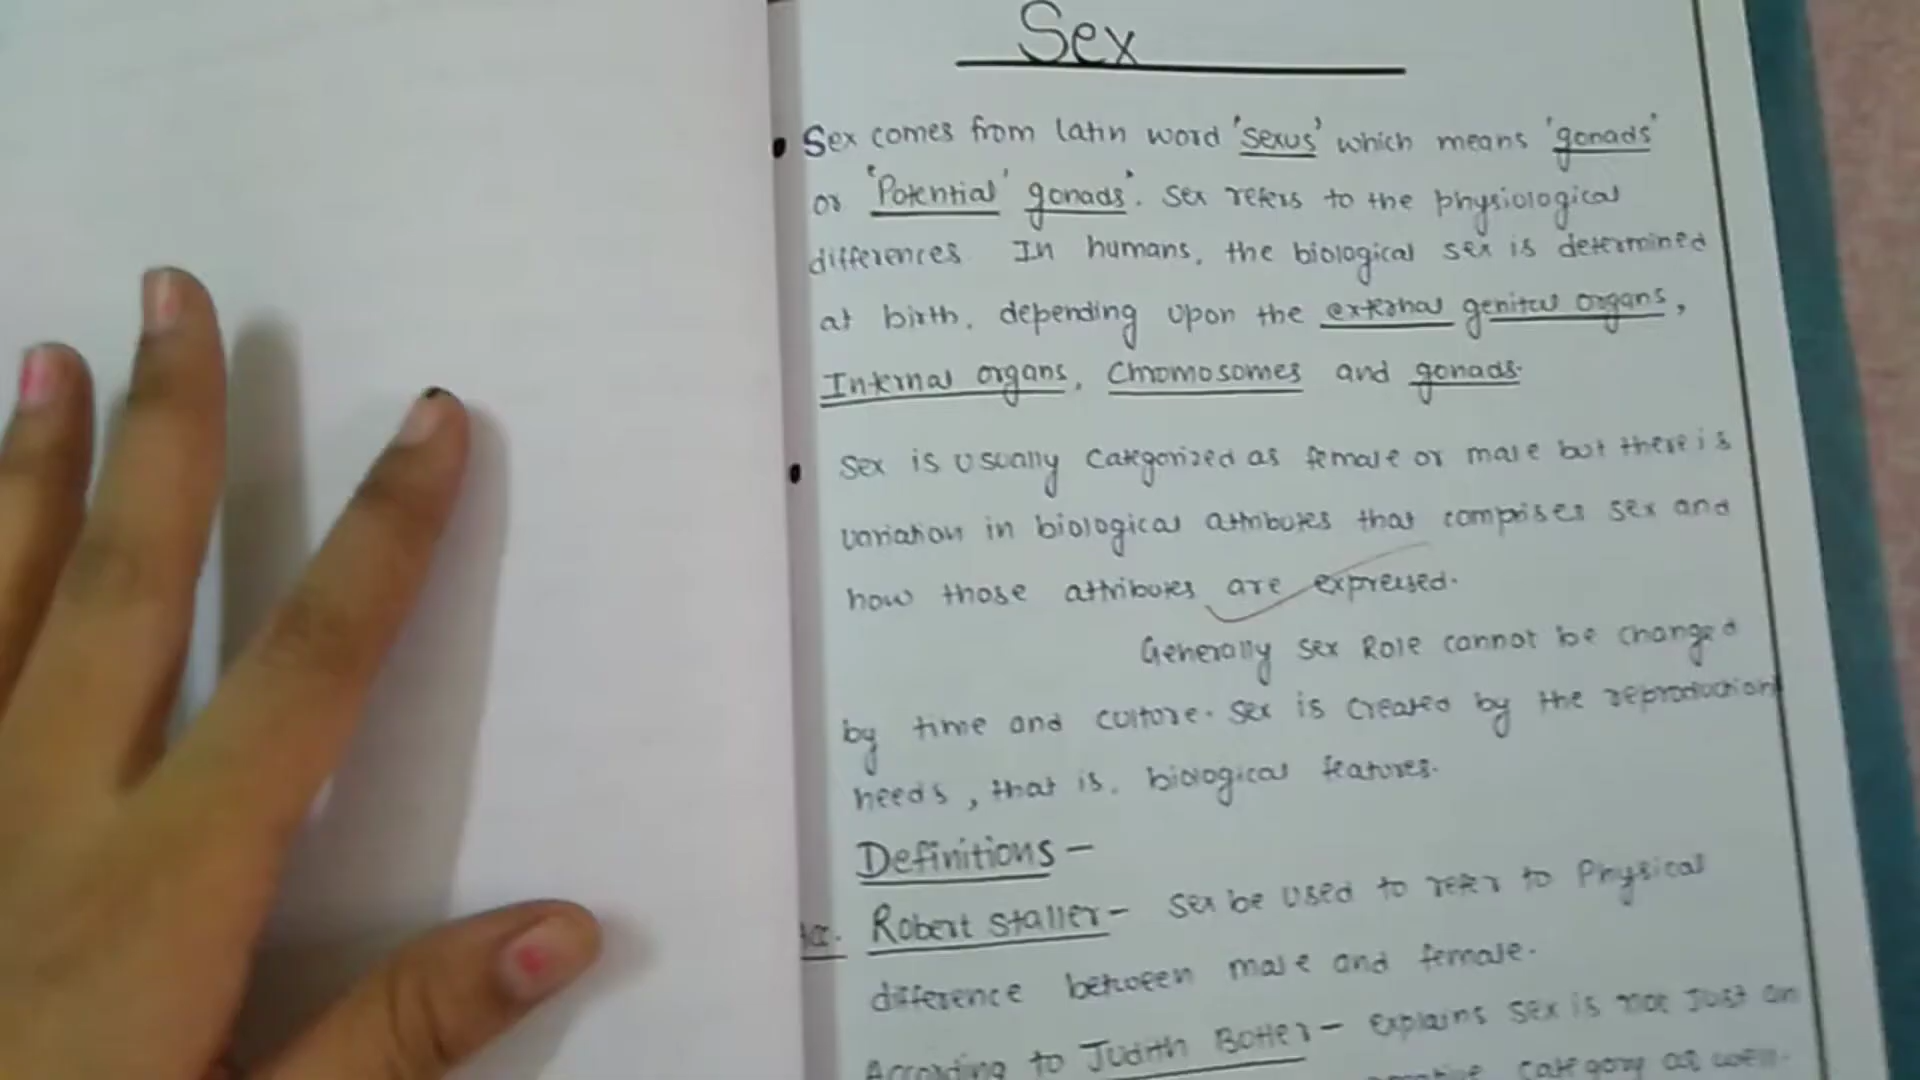 Sex
• Sex comes from latin word 'sexus' which means 'gonads'
or 'Potential' gonads'. Sex refers to the physiological
differences In humans, the biological sex is determined
at birth, depending upon the external genital organs,
Internal organs, Chromosomes and gonads.
• Sex is usually categorized as female or male but there is
variation in biological attributes that comprises sex and
how those attributes are expressed.
Generally sex Role cannot be changed
by time and culture. Sex is created by the reproduction
needs, that is, biological features.
Definitions -
Robert Staller - Sex be used to refer to Physical
difference between male and female.
According to Judith Botler - explains sex is not just an
category as well.